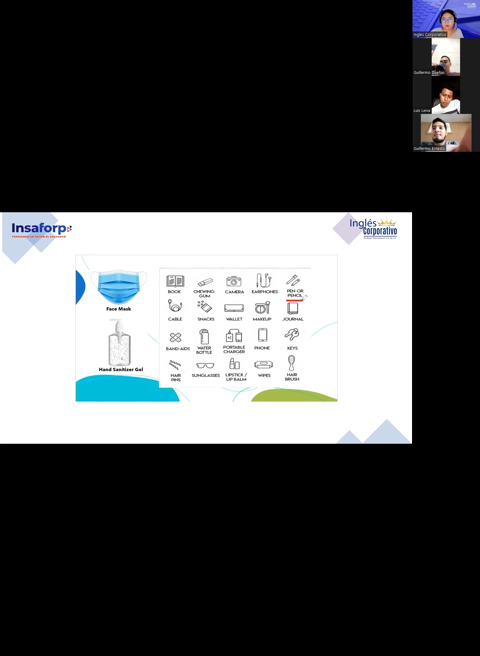 Inglés Corporativo
Guillermo
Luis
Guillermo
Insaforp
Inglés
Corporativo
Face Mask
Hand Sanitizer Gel
BOOK
CHEWING
GUM
CAMERA
EARPHONES
PEN OR
PENCIL
CABLE
SNACKS
WALLET
MAKEUP
JOURNAL
BAND-AIDS
WATER
BOTTLE
PORTABLE
CHARGER
PHONE
KEYS
HAIR
PINS
SUNGLASSES
LIPSTICK /
LIP BALM
WIPES
HAIR
BRUSH